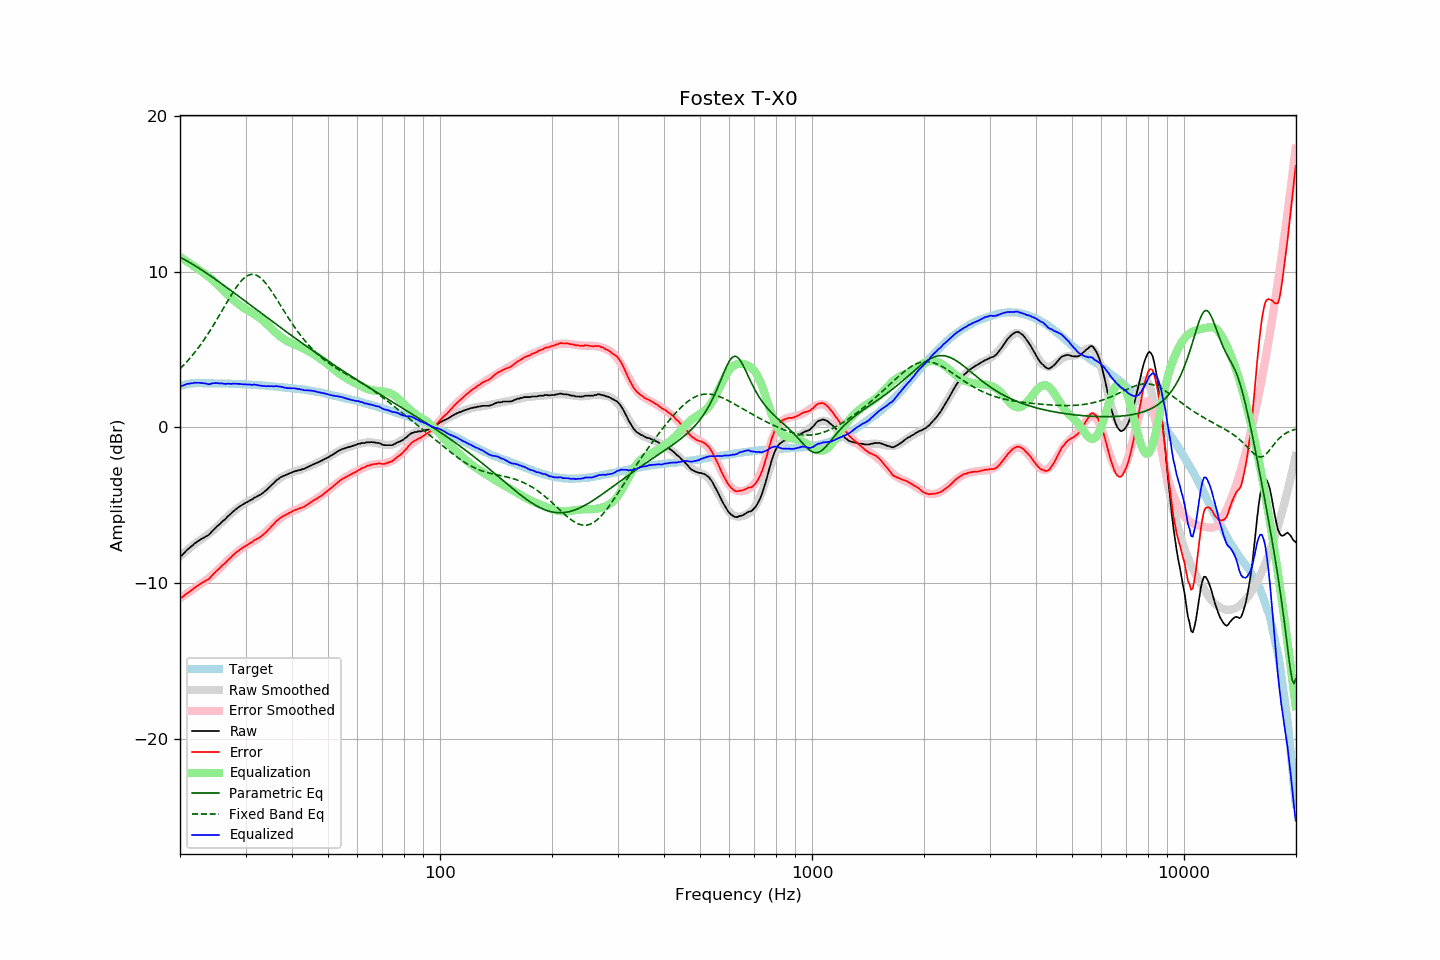 Fostex T-X0
20
10
0
−10
−20
Amplitude (dBr)
Target
Raw Smoothed
Error Smoothed
Raw
Error
Equalization
Parametric Eq
Fixed Band Eq
Equalized
100
1000
10000
Frequency (Hz)